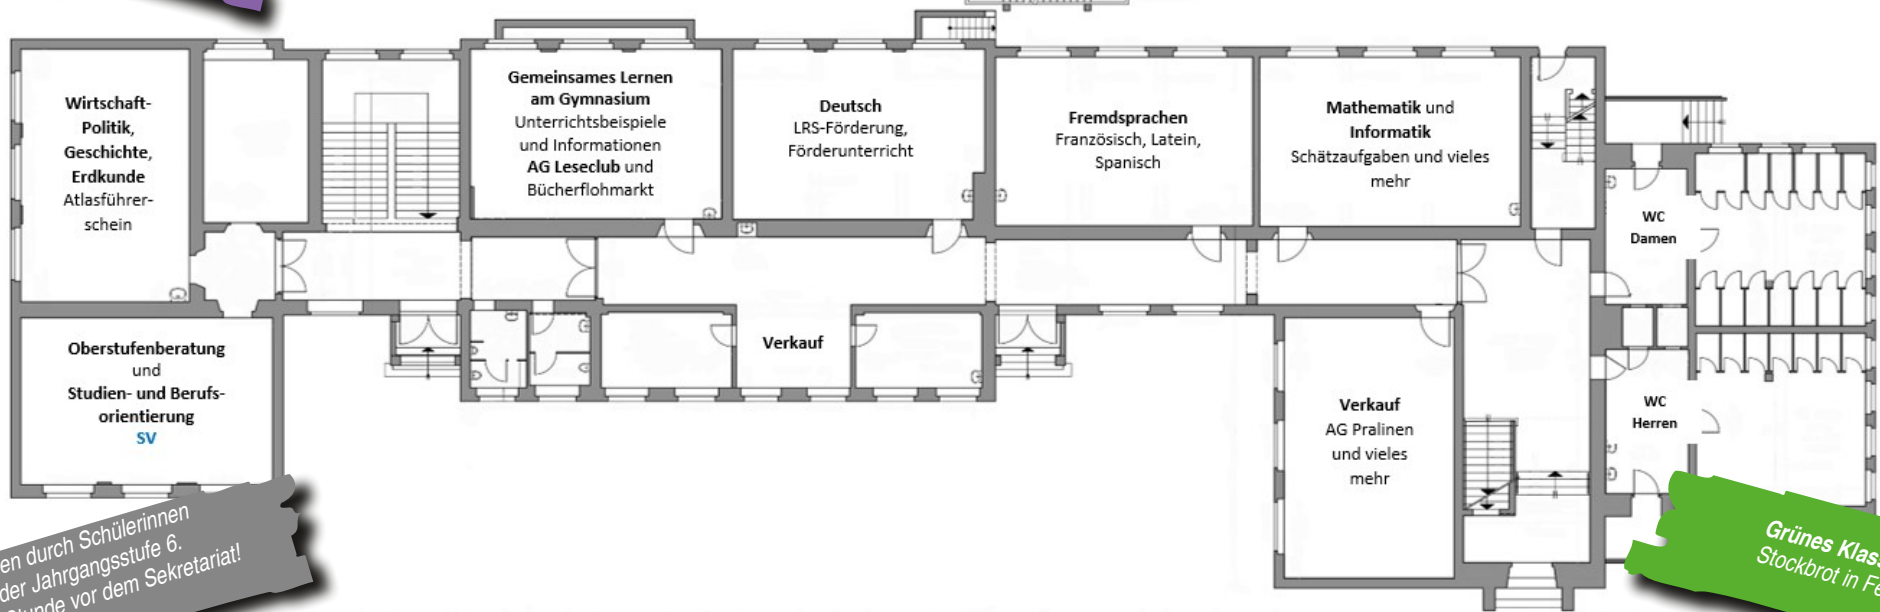 Wirtschaft-
Politik,
Geschichte,
Erdkunde
Atlasführer-
schein
Gemeinsames Lernen
am Gymnasium
Unterrichtsbeispiele
und Informationen
AG Leseclub und
Bücherflohmarkt
Deutsch
LRS-Förderung,
Förderunterricht
Fremdsprachen
Französisch, Latein,
Spanisch
Mathematik und
Informatik
Schätzaufgaben und vieles
mehr
WC
Damen
Oberstufenberatung
und
Studien- und Berufs-
orientierung
SV
Verkauf
Verkauf
AG Pralinen
und vieles
mehr
WC
Herren
durch Schülerinnen
der Jahrgangsstufe 6.
vor dem Sekretariat!
Grünes
Stockbrot in